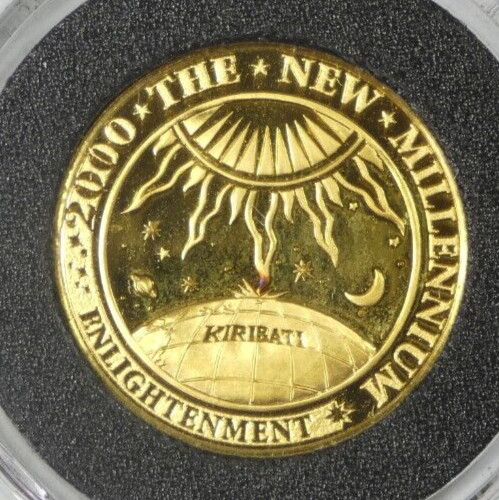 2000 THE NEW MILLENNIUM
ENLIGHTENMENT
KIRIBATI